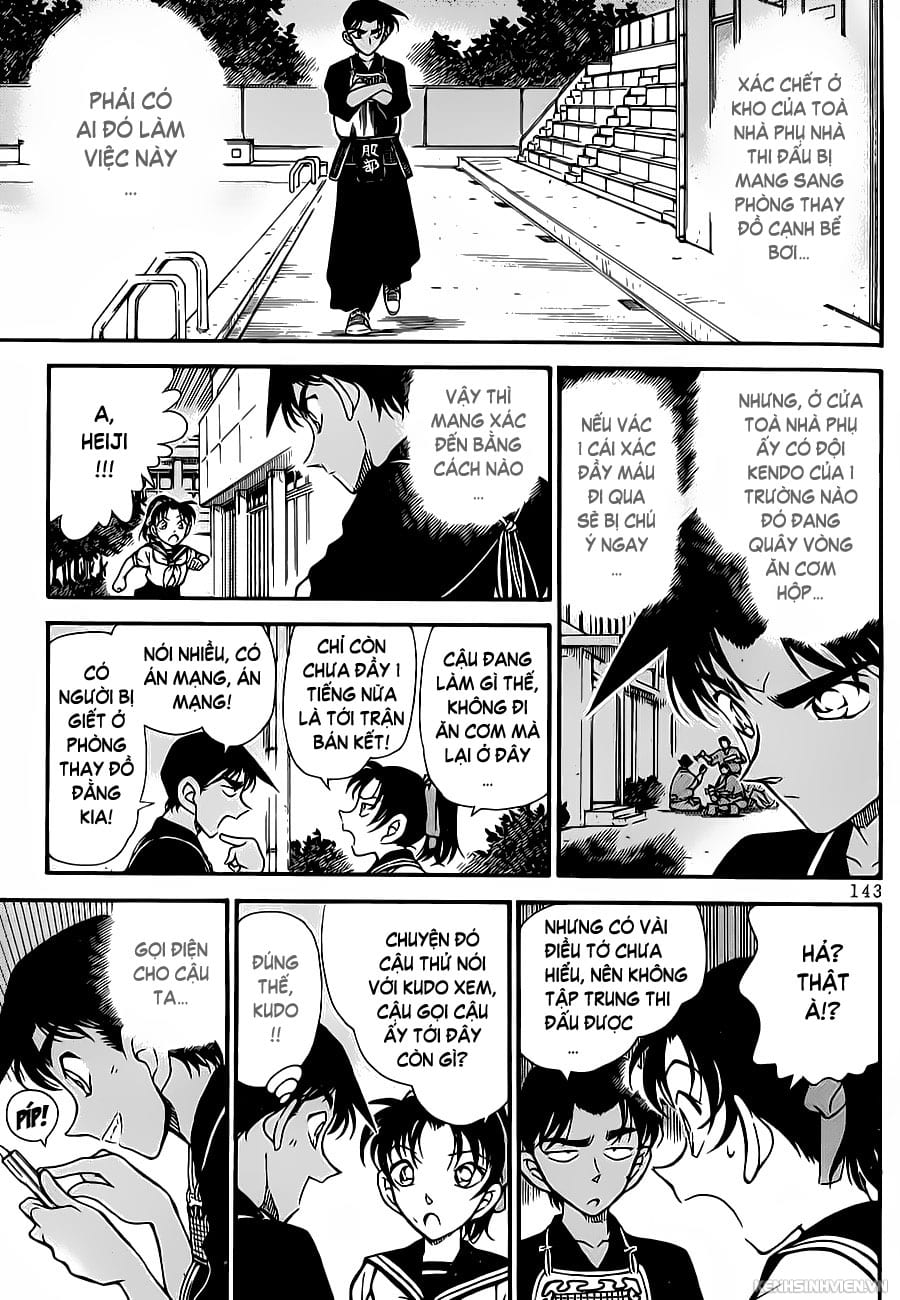 XÁC CHẾT Ở
KHO CỦA TOÀ
NHÀ PHỤ NHÀ
THI ĐẤU BỊ
MANG SANG
PHÒNG THAY
ĐỒ CẠNH BỂ
BƠI...
PHẢI CÓ
AI ĐÓ LÀM
VIỆC NÀY
...
服部
NHƯNG, Ở CỬA
TOÀ NHÀ PHỤ
ẤY CÓ ĐỘI
KENDO CỦA 1
TRƯỜNG NÀO
ĐÓ ĐANG
QUÂY VÒNG
ĂN CƠM
HỘP...
NẾU VÁC
1 CÁI XÁC
ĐẦY MÁU
ĐI QUA
SẼ BỊ CHÚ
Ý NGAY
...
VẬY THÌ
MANG XÁC
ĐẾN BẰNG
CÁCH NÀO
...
A,
HEIJI
!!!
CẬU ĐANG
LÀM GÌ THẾ,
KHÔNG ĐI
ĂN CƠM MÀ
LẠI Ở ĐÂY
...
CHỈ CÒN
CHƯA ĐẦY 1
TIẾNG NỮA
LÀ TỚI TRẬN
BÁN KẾT!
NÓI NHIỀU, CÓ
ÁN MẠNG, ÁN
MẠNG!
CÓ
NGƯỜI BỊ
GIẾT Ở
PHÒNG
THAY ĐỒ
ĐẰNG
KIA!
143
HẢ?
THẬT
À!?
NHƯNG CÓ VÀI
ĐIỀU TỚ CHƯA
HIỂU, NÊN KHÔNG
TẬP TRUNG THI
ĐẤU ĐƯỢC
...
CHUYỆN ĐÓ
CẬU THỬ NÓI
VỚI KUDO XEM,
CẬU GỌI CẬU
ẤY TỚI ĐÂY
CÒN GÌ?
ĐÚNG
THẾ,
KUDO
!!
GỌI ĐIỆN
CHO CẬU
TA...
PÍP!
KENHSINHVIEN.VN